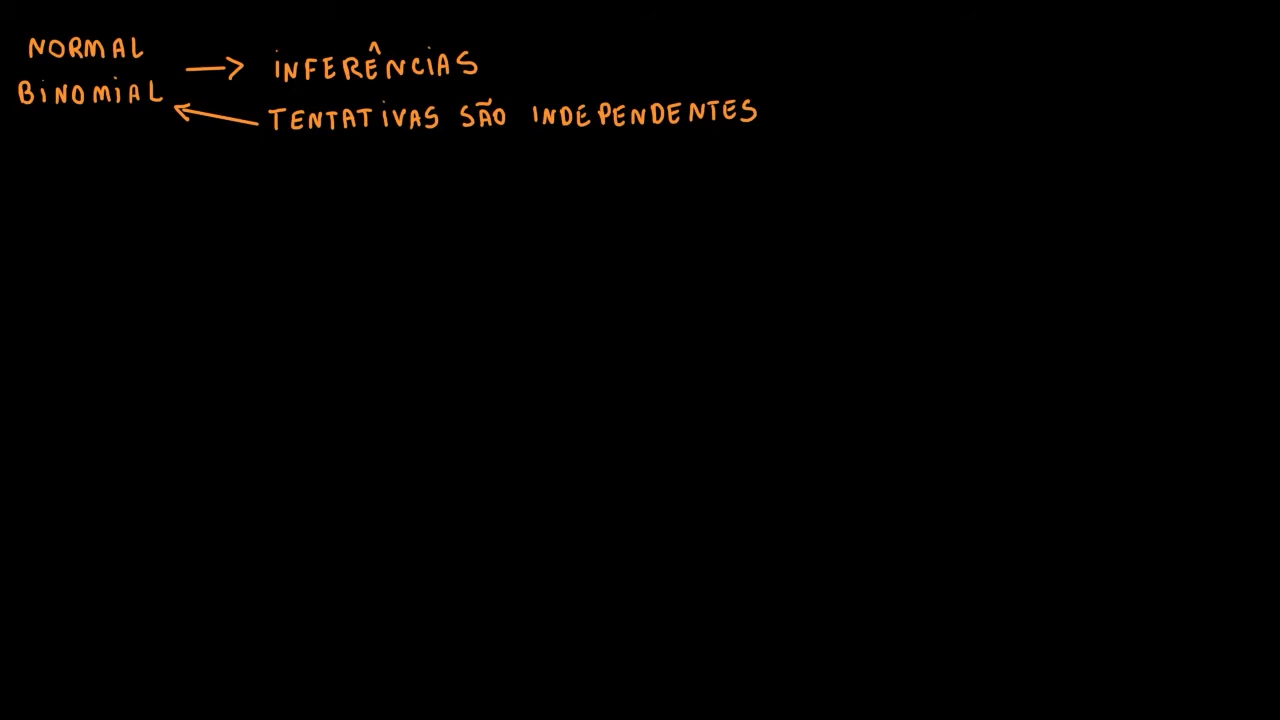 NORMAL
BINOMIAL
→ INFERÊNCIAS
← TENTATIVAS SÃO INDEPENDENTES